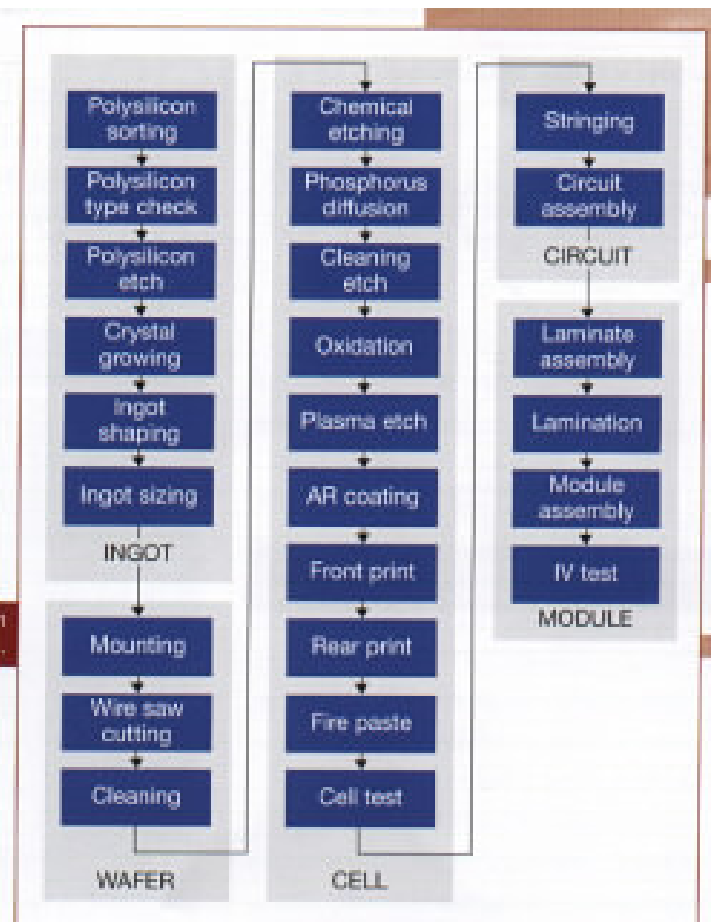 Polysilicon
sorting
Polysilicon
type check
Polysilicon
etch
Crystal
growing
Ingot
shaping
Ingot sizing
INGOT
Mounting
Wire saw
cutting
Cleaning
WAFER
Chemical
etching
Phosphorus
diffusion
Cleaning
etch
Oxidation
Plasma etch
AR coating
Front print
Rear print
Fire paste
Cell test
CELL
Stringing
Circuit
assembly
CIRCUIT
Laminate
assembly
Lamination
Module
assembly
IV test
MODULE